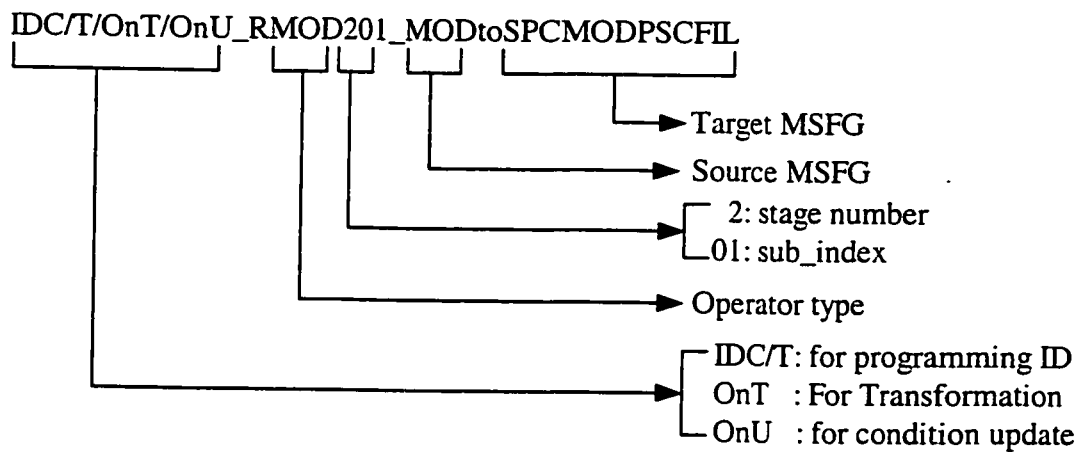 IDC/T/OnT/OnU_RMOD201_MODtoSPCMODPSCFIL
Target MSFG
Source MSFG
2: stage number
01: sub_index
Operator type
IDC/T: for programming ID
OnT : For Transformation
OnU : for condition update